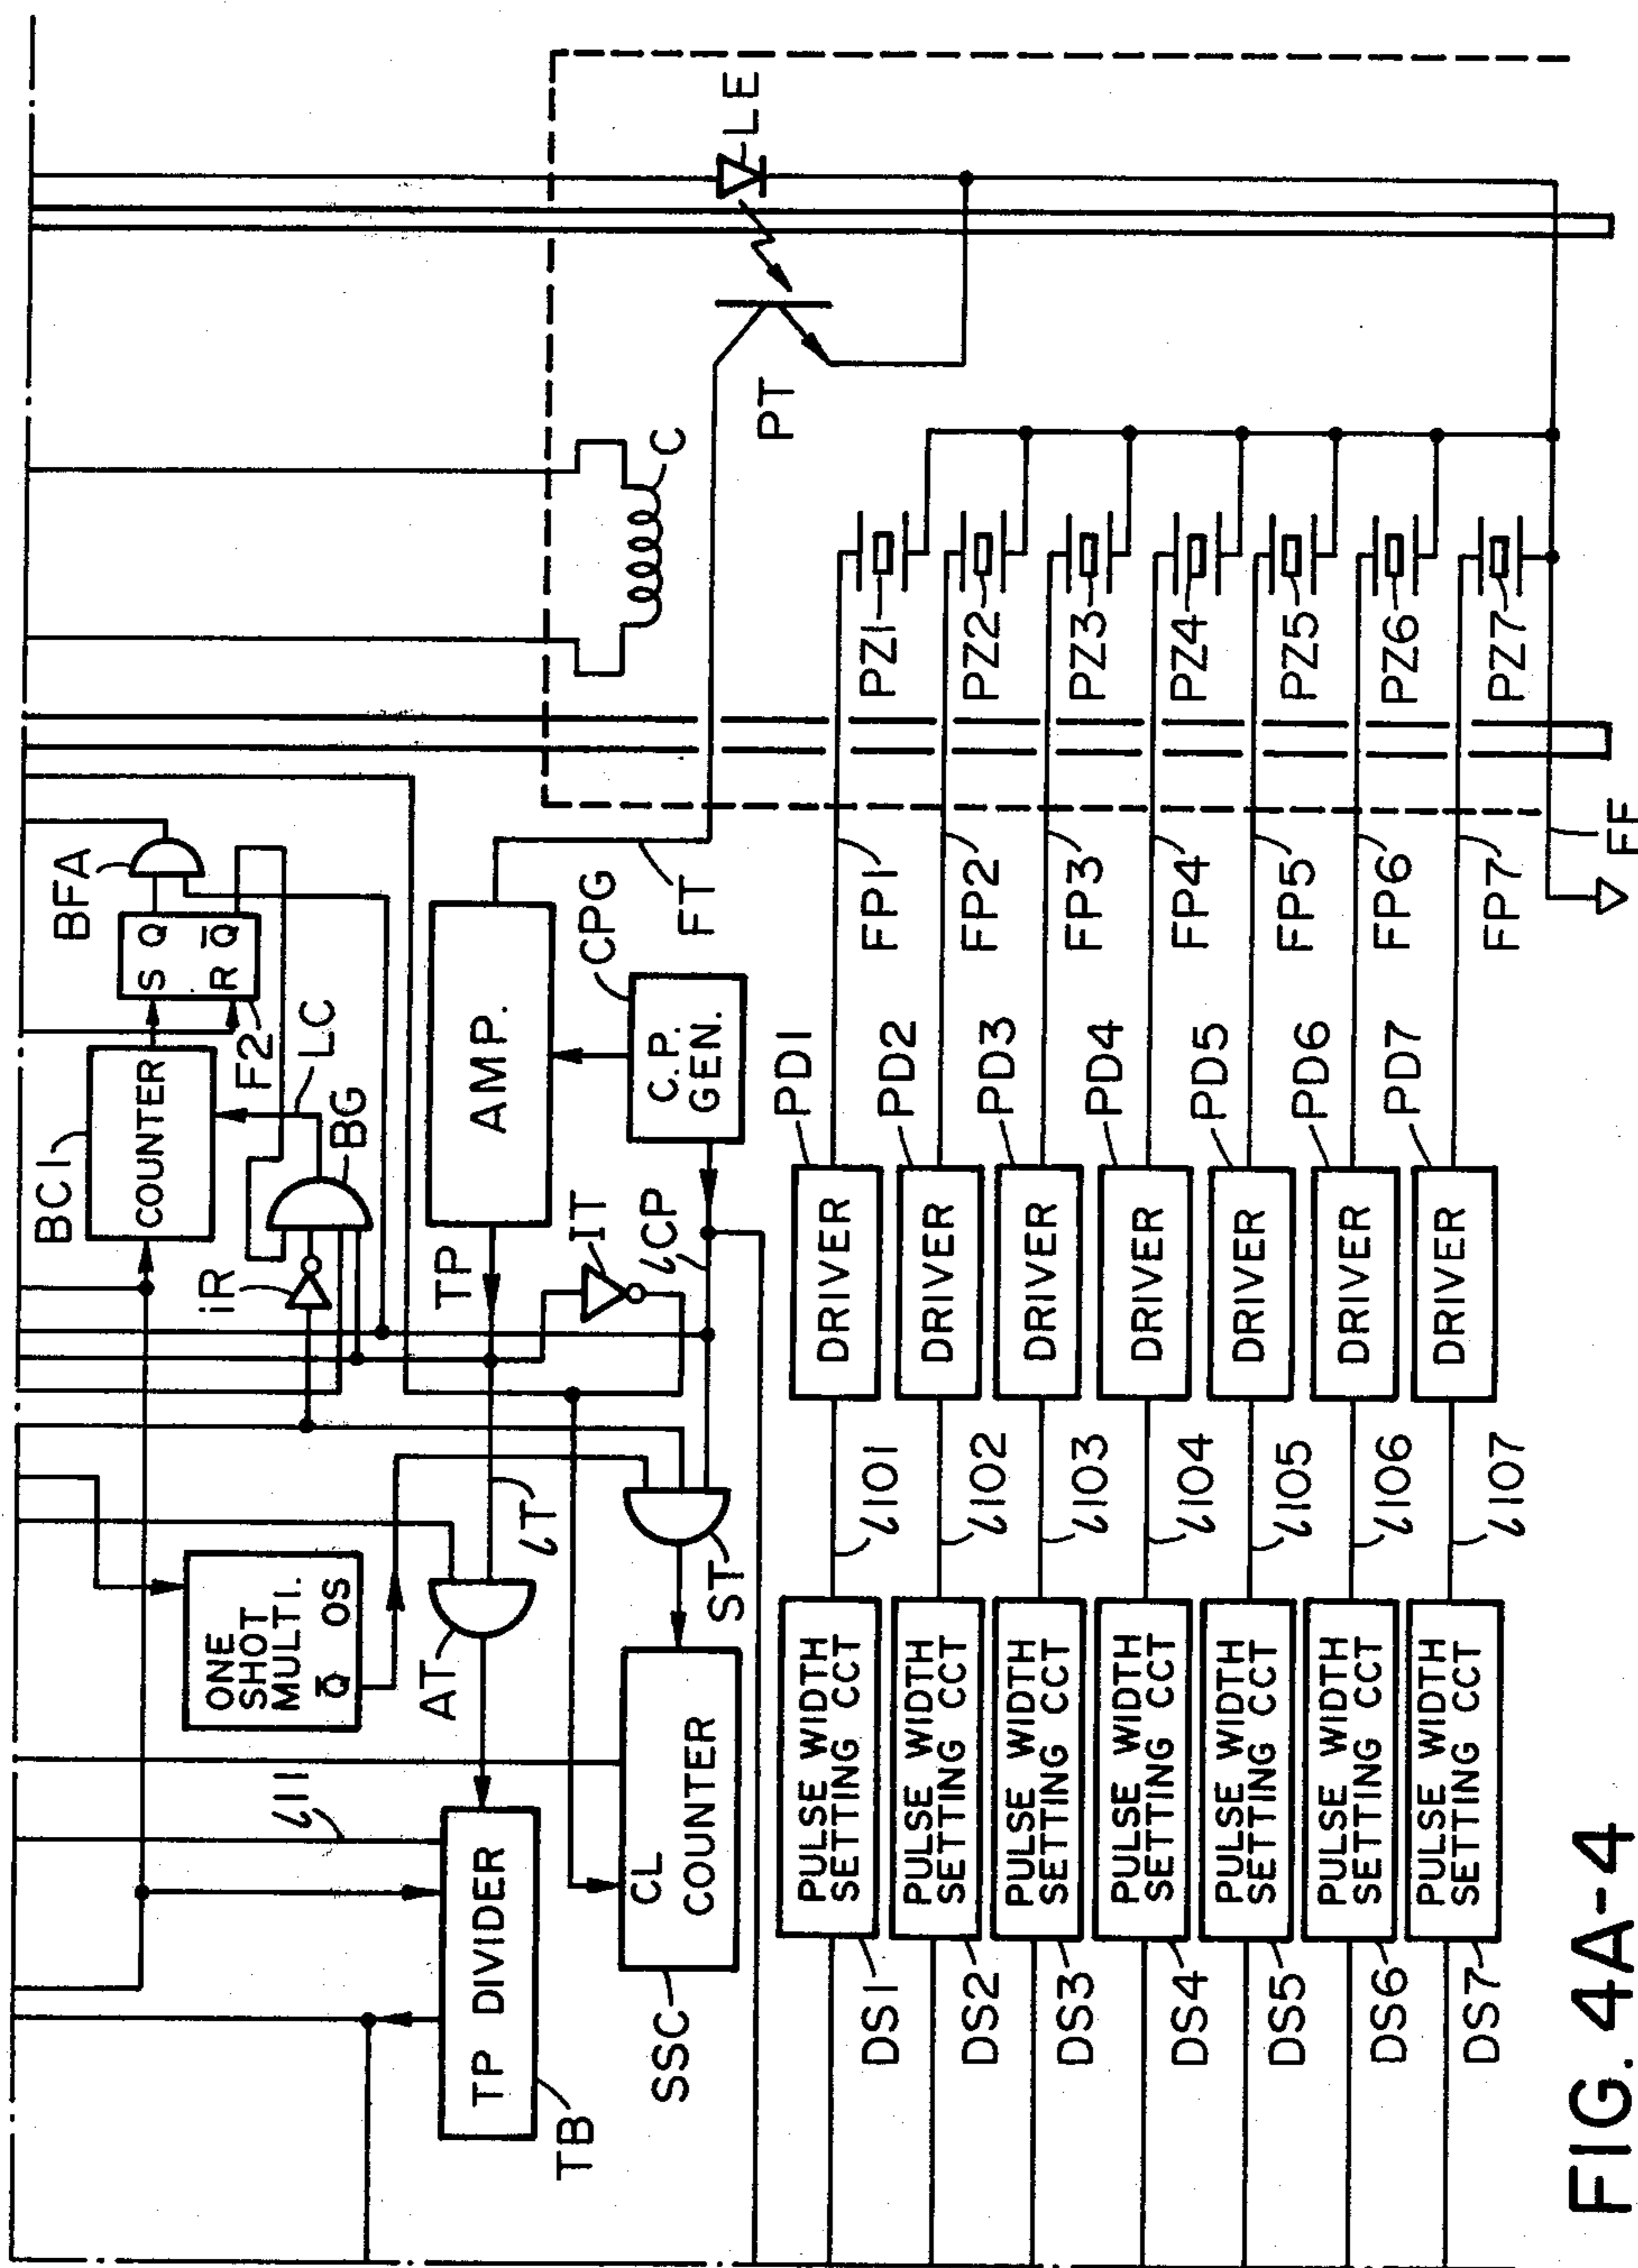 BC1
COUNTER
S Q
R Q̅
BFA
F2
LC
BG
iR
ONE
SHOT
MULTI.
Q̅ OS
ℓ11
AT
TP
AMP.
ℓT
IT
FT
CPG
C.P.
GEN.
ℓCP
ST
TP DIVIDER
TB
CL
COUNTER
SSC
C
PT
LE
DS1
PULSE WIDTH
SETTING CCT
ℓ101
DRIVER
PD1
FP1
PZ1
DS2
PULSE WIDTH
SETTING CCT
ℓ102
DRIVER
PD2
FP2
PZ2
DS3
PULSE WIDTH
SETTING CCT
ℓ103
DRIVER
PD3
FP3
PZ3
DS4
PULSE WIDTH
SETTING CCT
ℓ104
DRIVER
PD4
FP4
PZ4
DS5
PULSE WIDTH
SETTING CCT
ℓ105
DRIVER
PD5
FP5
PZ5
DS6
PULSE WIDTH
SETTING CCT
ℓ106
DRIVER
PD6
FP6
PZ6
DS7
PULSE WIDTH
SETTING CCT
ℓ107
DRIVER
PD7
FP7
PZ7
FF
FIG. 4A-4